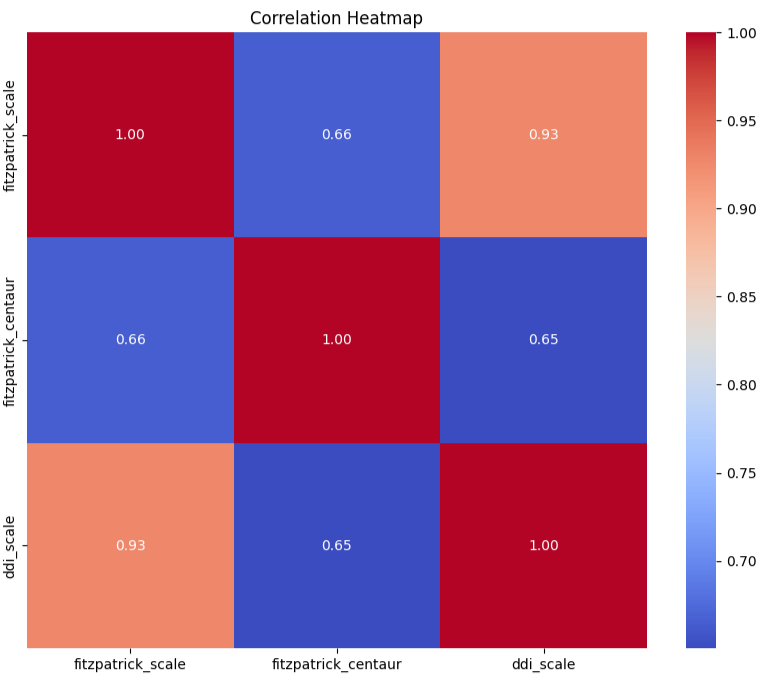 Correlation Heatmap
fitzpatrick_scale
1.00
0.66
0.93
fitzpatrick_centaur
0.66
1.00
0.65
ddi_scale
0.93
0.65
1.00
fitzpatrick_scale
fitzpatrick_centaur
ddi_scale
1.00
0.95
0.90
0.85
0.80
0.75
0.70